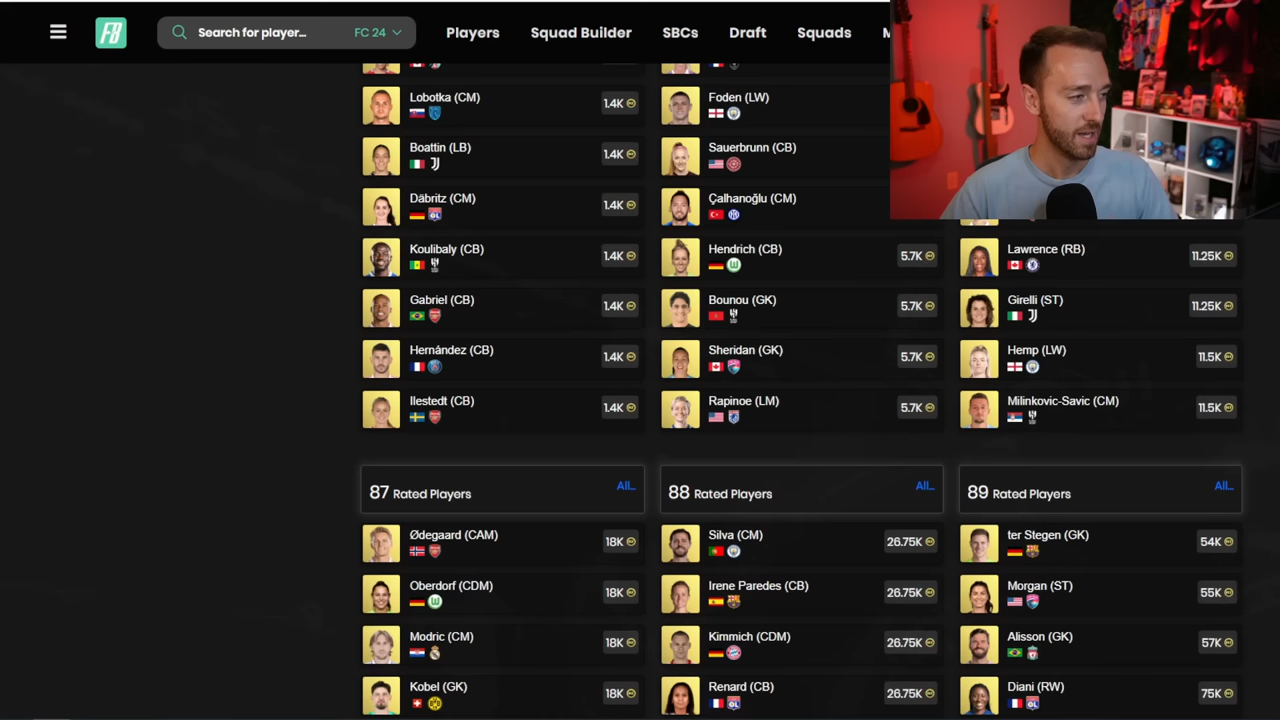 FB
Search for player...
FC 24
Players
Squad Builder
SBCs
Draft
Squads
M
Lobotka (CM)
1.4K
Boattin (LB)
1.4K
Däbritz (CM)
1.4K
Koulibaly (CB)
1.4K
Gabriel (CB)
1.4K
Hernández (CB)
1.4K
Ilestedt (CB)
1.4K
Foden (LW)
Sauerbrunn (CB)
Çalhanoğlu (CM)
Hendrich (CB)
5.7K
Bounou (GK)
5.7K
Sheridan (GK)
5.7K
Rapinoe (LM)
5.7K
Lawrence (RB)
11.25K
Girelli (ST)
11.25K
Hemp (LW)
11.5K
Milinkovic-Savic (CM)
11.5K
87 Rated Players
All...
Ødegaard (CAM)
18K
Oberdorf (CDM)
18K
Modric (CM)
18K
Kobel (GK)
18K
88 Rated Players
All...
Silva (CM)
26.75K
Irene Paredes (CB)
26.75K
Kimmich (CDM)
26.75K
Renard (CB)
26.75K
89 Rated Players
All...
ter Stegen (GK)
54K
Morgan (ST)
55K
Alisson (GK)
57K
Diani (RW)
75K